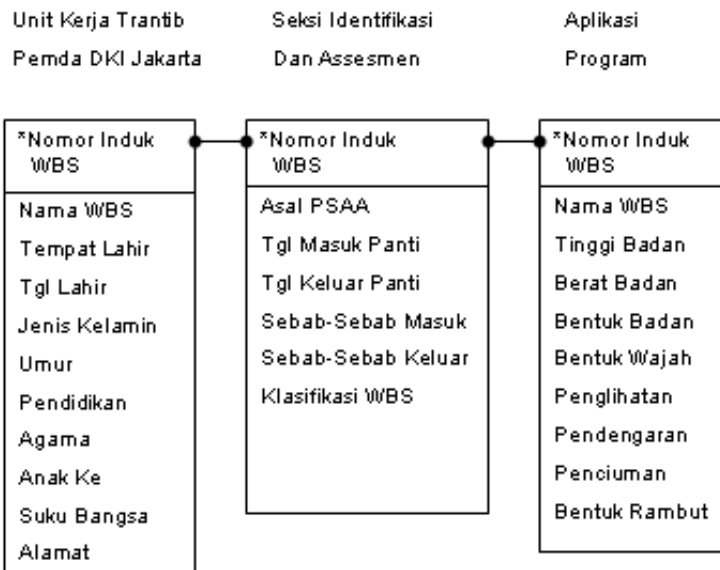 Unit Kerja Trantib
Pemda DKI Jakarta
Seksi Identifikasi
Dan Assesmen
Aplikasi
Program
*Nomor Induk
WBS
Nama WBS
Tempat Lahir
Tgl Lahir
Jenis Kelamin
Umur
Pendidikan
Agama
Anak Ke
Suku Bangsa
Alamat
*Nomor Induk
WBS
Asal PSAA
Tgl Masuk Panti
Tgl Keluar Panti
Sebab-Sebab Masuk
Sebab-Sebab Keluar
Klasifikasi WBS
*Nomor Induk
WBS
Nama WBS
Tinggi Badan
Berat Badan
Bentuk Badan
Bentuk Wajah
Penglihatan
Pendengaran
Penciuman
Bentuk Rambut